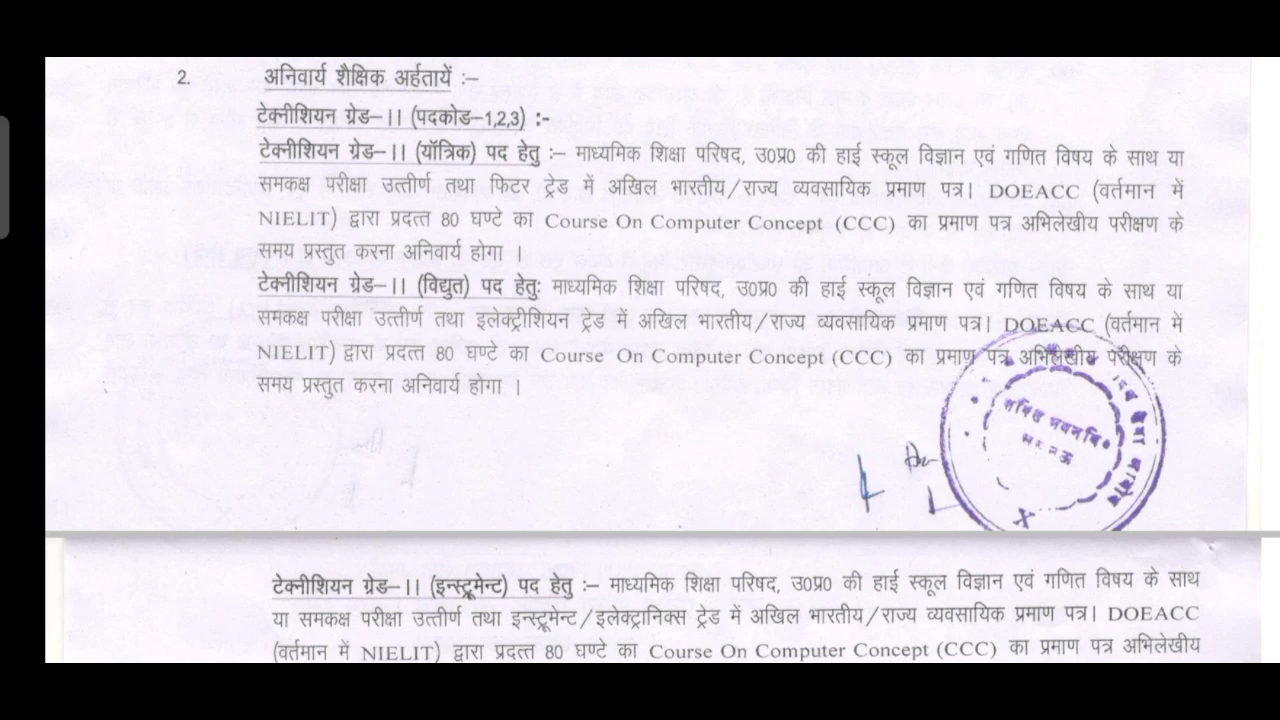 2. अनिवार्य शैक्षिक अर्हतायें :–
टेक्नीशियन ग्रेड–।। (पदकोड–1,2,3) :-
टेक्नीशियन ग्रेड–।। (यॉंत्रिक) पद हेतु :– माध्यमिक शिक्षा परिषद, उ0प्र0 की हाई स्कूल विज्ञान एवं गणित विषय के साथ या
समकक्ष परीक्षा उत्तीर्ण तथा फिटर ट्रेड में अखिल भारतीय/राज्य व्यवसायिक प्रमाण पत्र। DOEACC (वर्तमान में
NIELIT) द्वारा प्रदत्त 80 घण्टे का Course On Computer Concept (CCC) का प्रमाण पत्र अभिलेखीय परीक्षण के
समय प्रस्तुत करना अनिवार्य होगा ।
टेक्नीशियन ग्रेड–।। (विद्युत) पद हेतुः माध्यमिक शिक्षा परिषद, उ0प्र0 की हाई स्कूल विज्ञान एवं गणित विषय के साथ या
समकक्ष परीक्षा उत्तीर्ण तथा इलेक्ट्रीशियन ट्रेड में अखिल भारतीय/राज्य व्यवसायिक प्रमाण पत्र। DOEACC (वर्तमान में
NIELIT) द्वारा प्रदत्त 80 घण्टे का Course On Computer Concept (CCC) का प्रमाण पत्र अभिलेखीय परीक्षण के
समय प्रस्तुत करना अनिवार्य होगा ।
टेक्नीशियन ग्रेड–।। (इन्स्ट्रूमेन्ट) पद हेतु :– माध्यमिक शिक्षा परिषद, उ0प्र0 की हाई स्कूल विज्ञान एवं गणित विषय के साथ
या समकक्ष परीक्षा उत्तीर्ण तथा इन्स्ट्रूमेन्ट/इलेक्ट्रानिक्स ट्रेड में अखिल भारतीय/राज्य व्यवसायिक प्रमाण पत्र। DOEACC
(वर्तमान में NIELIT) द्वारा प्रदत्त 80 घण्टे का Course On Computer Concept (CCC) का प्रमाण पत्र अभिलेखीय